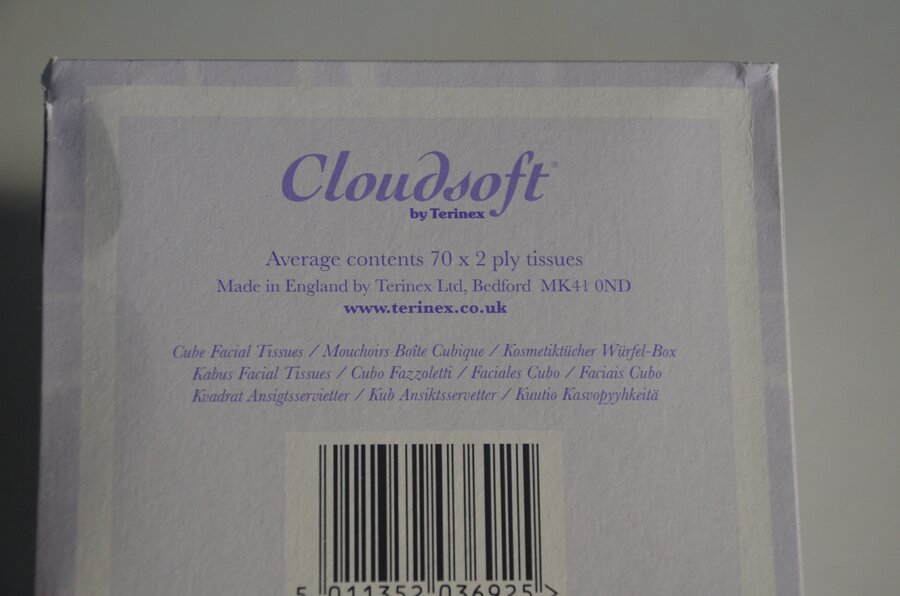 Cloudsoft®
by Terinex
Average contents 70 x 2 ply tissues
Made in England by Terinex Ltd, Bedford MK41 0ND
www.terinex.co.uk
Cube Facial Tissues / Mouchoirs Boîte Cubique / Kosmetiktücher Würfel-Box
Kabus Facial Tissues / Cubo Fazzoletti / Faciales Cubo / Faciais Cubo
Kvadrat Ansigtsservietter / Kub Ansiktsservetter / Kuutio Kasvopyyhkeitä
5 011352 036925 >